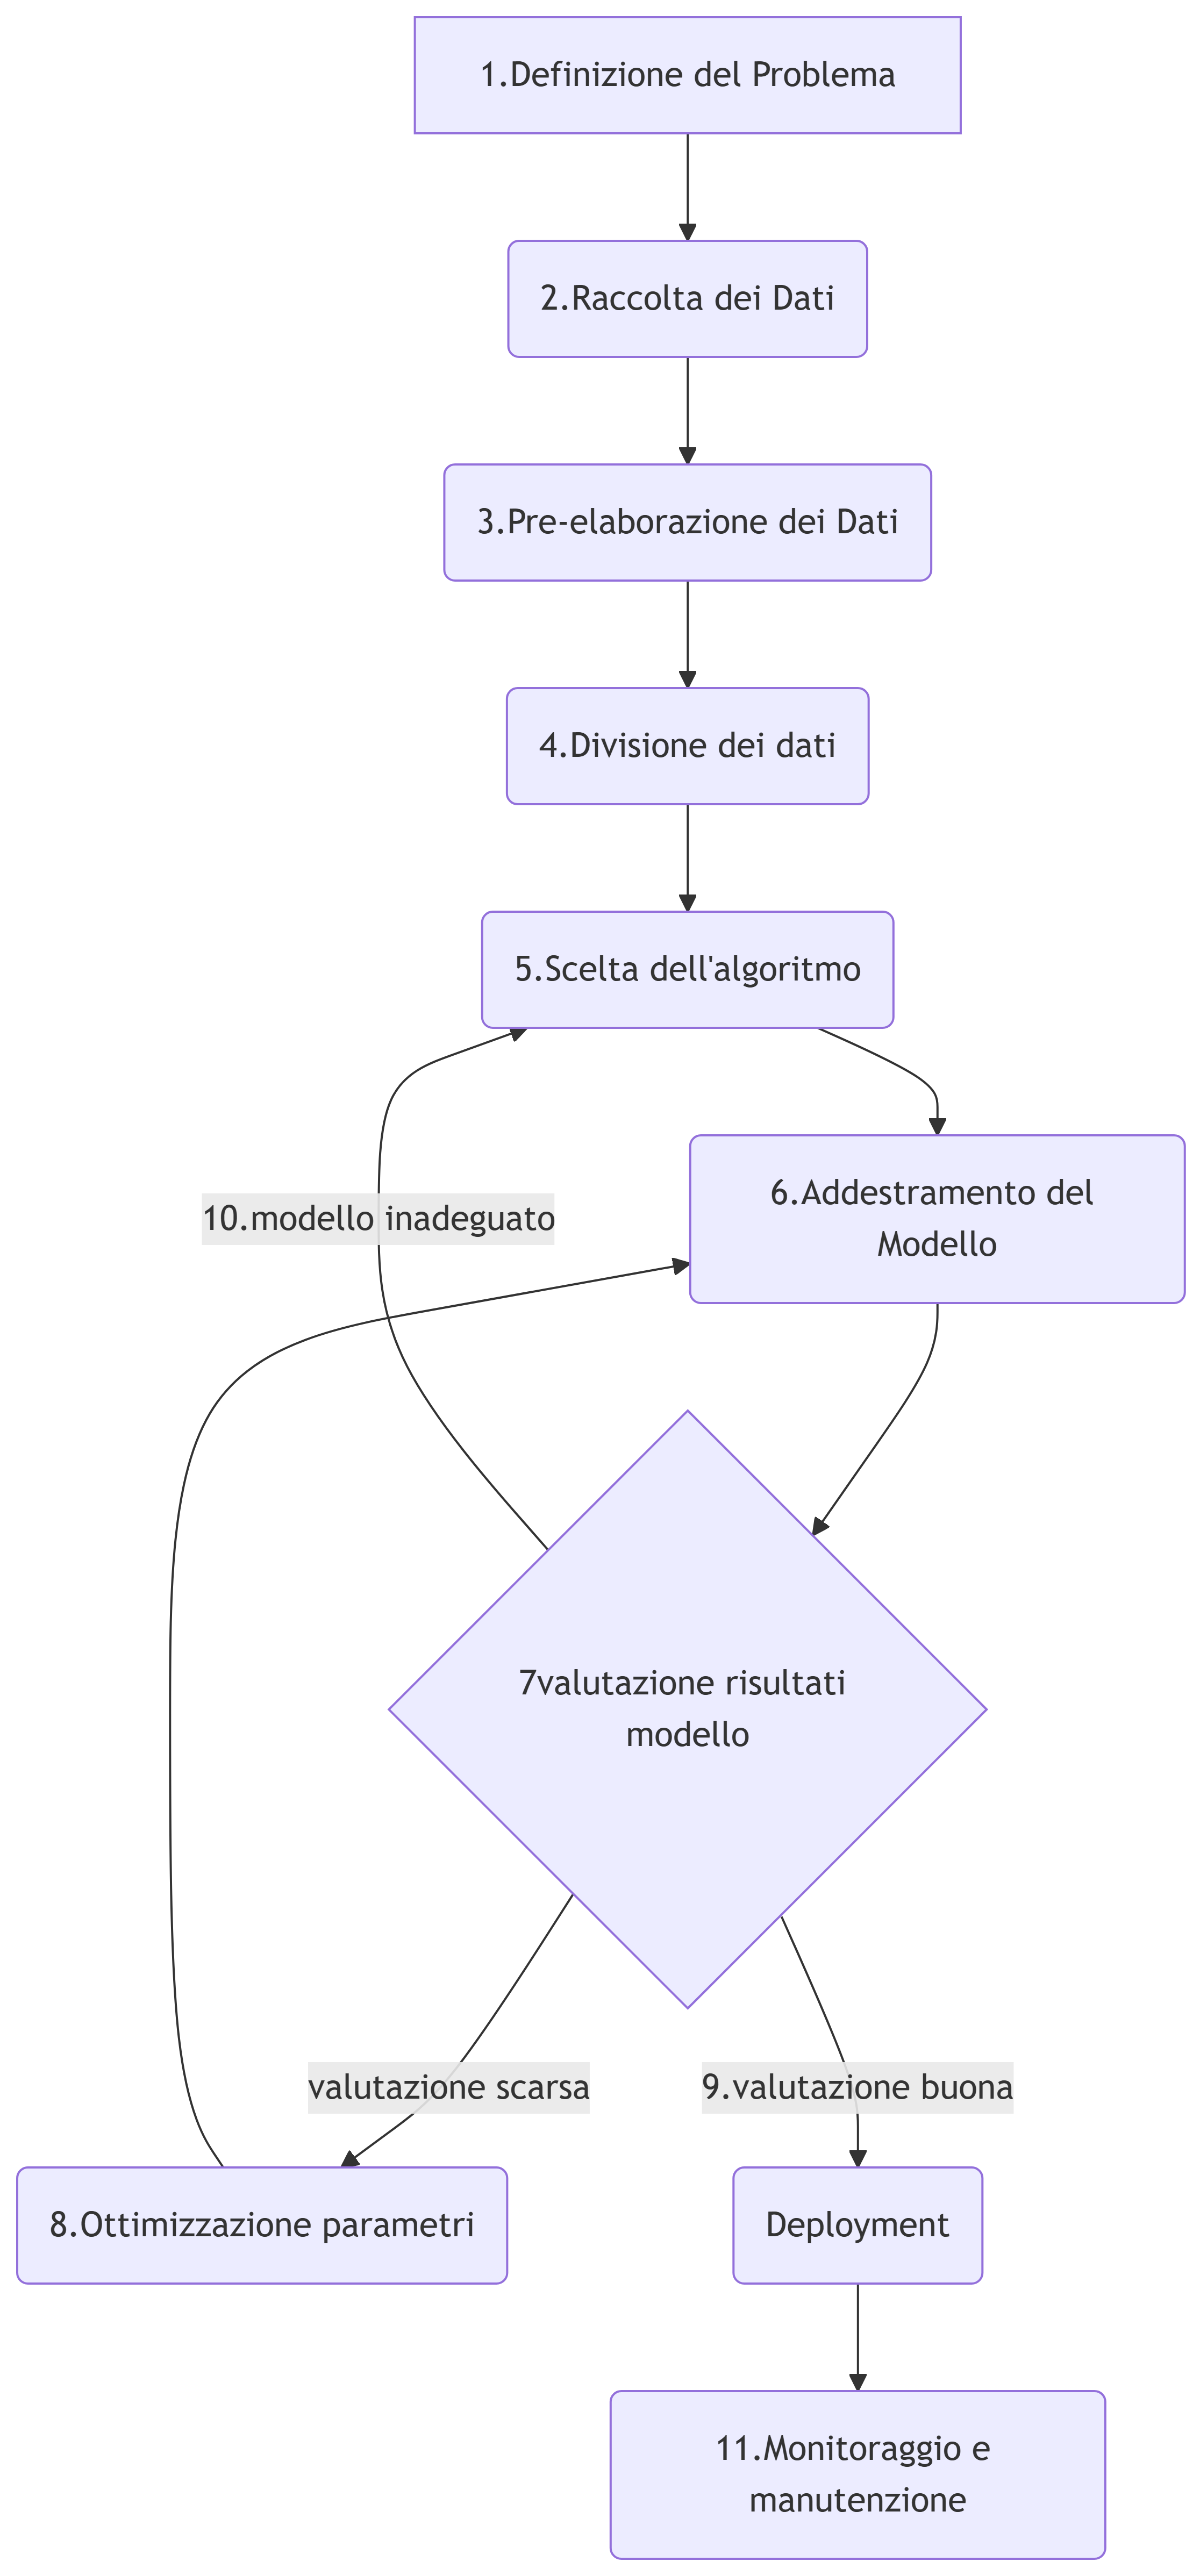 1.Definizione del Problema
2.Raccolta dei Dati
3.Pre-elaborazione dei Dati
4.Divisione dei dati
5.Scelta dell'algoritmo
6.Addestramento del
Modello
10.modello inadeguato
7valutazione risultati
modello
valutazione scarsa
9.valutazione buona
8.Ottimizzazione parametri
Deployment
11.Monitoraggio e
manutenzione